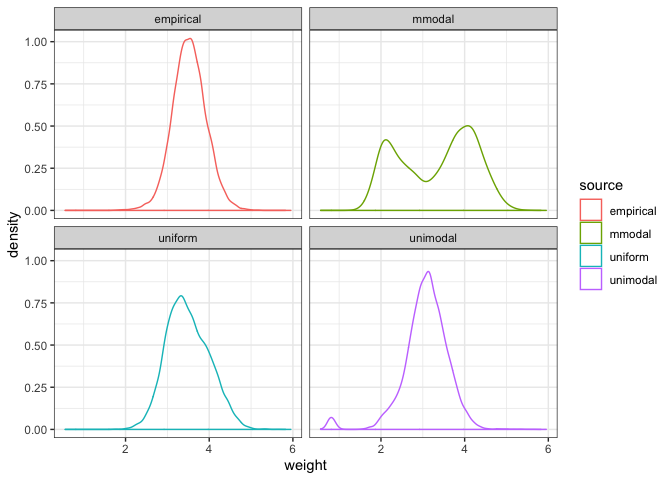 empirical
mmodal
1.00
0.75
0.50
0.25
0.00
uniform
unimodal
1.00
0.75
0.50
0.25
0.00
2
4
6
2
4
6
weight
density
source
empirical
mmodal
uniform
unimodal